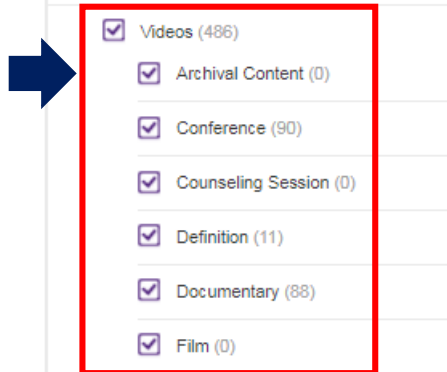 Videos (486)
Archival Content (0)
Conference (90)
Counseling Session (0)
Definition (11)
Documentary (88)
Film (0)